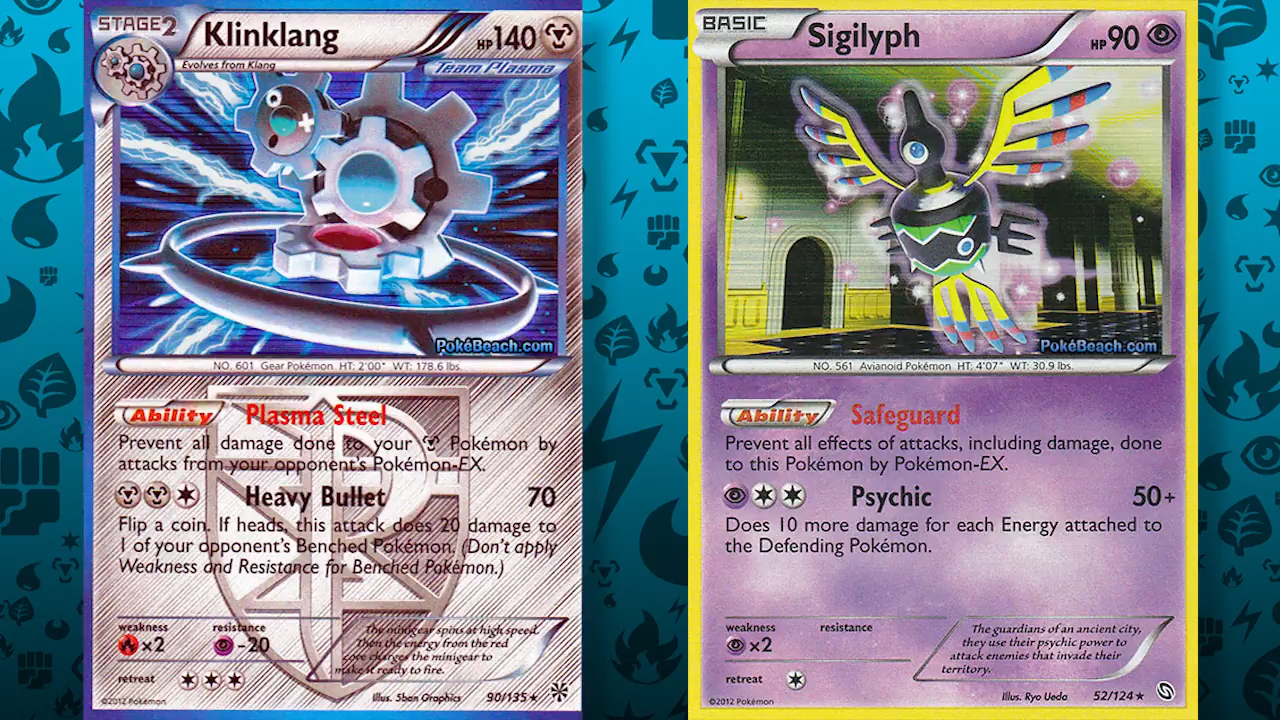 STAGE2
Klinklang
HP140
Evolves from Klang
Team Plasma
PokéBeach.com
NO. 601 Gear Pokémon HT: 2'00" WT: 178.6 lbs.
Ability Plasma Steel
Prevent all damage done to your Pokémon by
attacks from your opponent's Pokémon-EX.
Heavy Bullet 70
Flip a coin. If heads, this attack does 20 damage to
1 of your opponent's Benched Pokémon. (Don't apply
Weakness and Resistance for Benched Pokémon.)
weakness resistance
×2 -20
retreat
The minigear spins at high speed.
Then the energy from the red
core charges the minigear to
make it ready to fire.
©2012 Pokémon
Illus. 5ban Graphics
90/135★
BASIC
Sigilyph
HP90
PokéBeach.com
NO. 561 Avianoid Pokémon HT: 4'07" WT: 30.9 lbs.
Ability Safeguard
Prevent all effects of attacks, including damage, done
to this Pokémon by Pokémon-EX.
Psychic 50+
Does 10 more damage for each Energy attached to
the Defending Pokémon.
weakness resistance
×2
retreat
The guardians of an ancient city,
they use their psychic power to
attack enemies that invade their
territory.
©2012 Pokémon
Illus. Ryo Ueda
52/124★